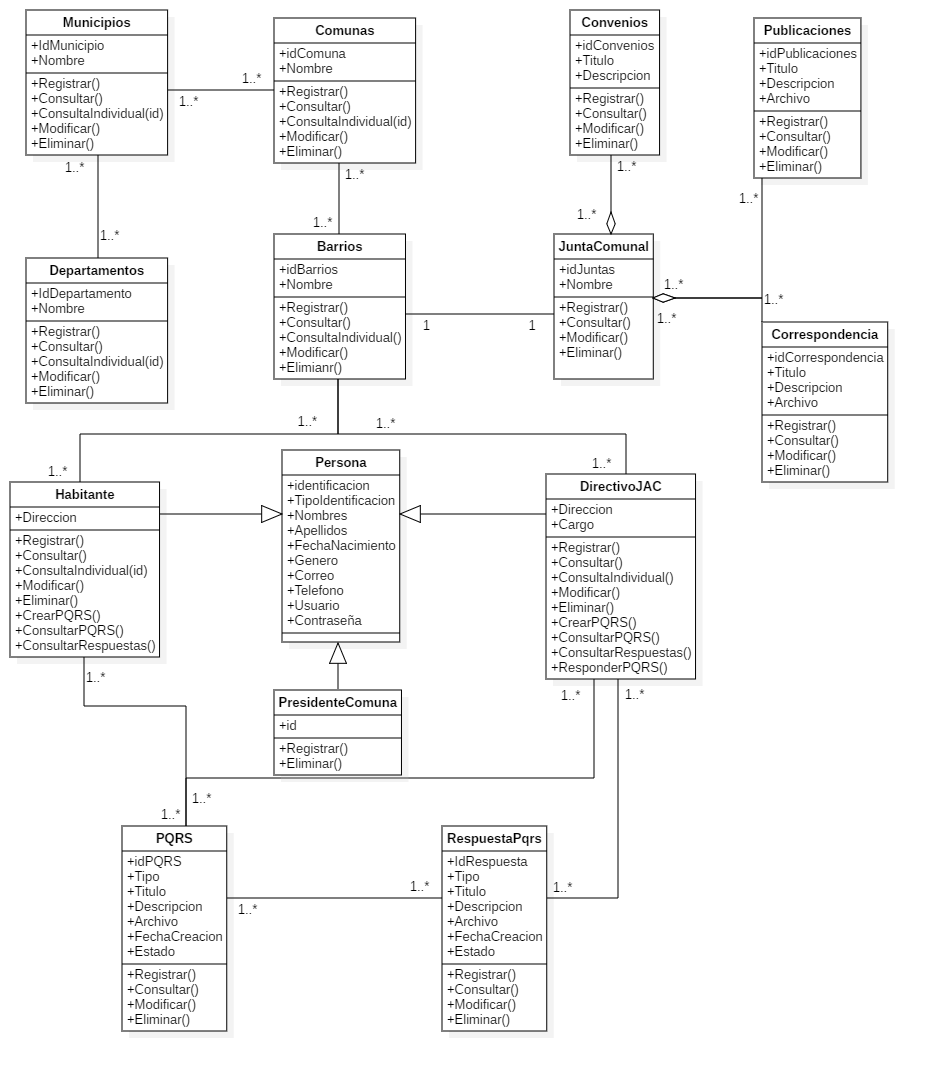 Municipios
+IdMunicipio
+Nombre
+Registrar()
+Consultar()
+ConsultaIndividual(id)
+Modificar()
+Eliminar()
1..*
1..*
Comunas
+idComuna
+Nombre
+Registrar()
+Consultar()
+ConsultaIndividual(id)
+Modificar()
+Eliminar()
Convenios
+idConvenios
+Titulo
+Descripcion
+Registrar()
+Consultar()
+Modificar()
+Eliminar()
Publicaciones
+idPublicaciones
+Titulo
+Descripcion
+Archivo
+Registrar()
+Consultar()
+Modificar()
+Eliminar()
1..*
1..*
1..*
1..*
1..*
1..*
1..*
Departamentos
+IdDepartamento
+Nombre
+Registrar()
+Consultar()
+ConsultaIndividual(id)
+Modificar()
+Eliminar()
Barrios
+idBarrios
+Nombre
+Registrar()
+Consultar()
+ConsultaIndividual()
+Modificar()
+Elimianr()
1
1
JuntaComunal
+idJuntas
+Nombre
+Registrar()
+Consultar()
+Modificar()
+Eliminar()
1..*
1..*
1..*
Correspondencia
+idCorrespondencia
+Titulo
+Descripcion
+Archivo
+Registrar()
+Consultar()
+Modificar()
+Eliminar()
1..*
1..*
1..*
1..*
Habitante
+Direccion
+Registrar()
+Consultar()
+ConsultaIndividual(id)
+Modificar()
+Eliminar()
+CrearPQRS()
+ConsultarPQRS()
+ConsultarRespuestas()
Persona
+identificacion
+TipoIdentificacion
+Nombres
+Apellidos
+FechaNacimiento
+Genero
+Correo
+Telefono
+Usuario
+Contraseña
DirectivoJAC
+Direccion
+Cargo
+Registrar()
+Consultar()
+ConsultaIndividual()
+Modificar()
+Eliminar()
+CrearPQRS()
+ConsultarPQRS()
+ConsultarRespuestas()
+ResponderPQRS()
1..*
1..*
1..*
PresidenteComuna
+id
+Registrar()
+Eliminar()
1..*
1..*
PQRS
+idPQRS
+Tipo
+Titulo
+Descripcion
+Archivo
+FechaCreacion
+Estado
+Registrar()
+Consultar()
+Modificar()
+Eliminar()
1..*
1..*
RespuestaPqrs
+IdRespuesta
+Tipo
+Titulo
+Descripcion
+Archivo
+FechaCreacion
+Estado
+Registrar()
+Consultar()
+Modificar()
+Eliminar()
1..*